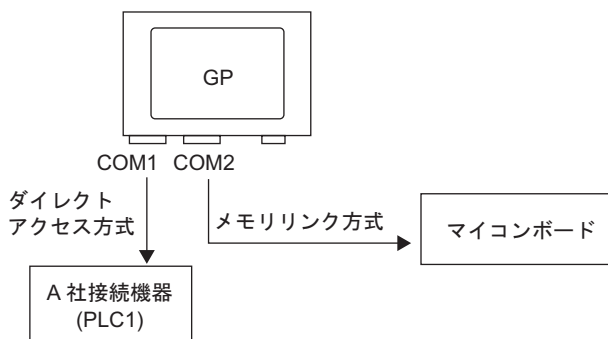 GP
COM1 COM2
ダイレクト
アクセス方式
メモリリンク方式
マイコンボード
A 社接続機器
(PLC1)